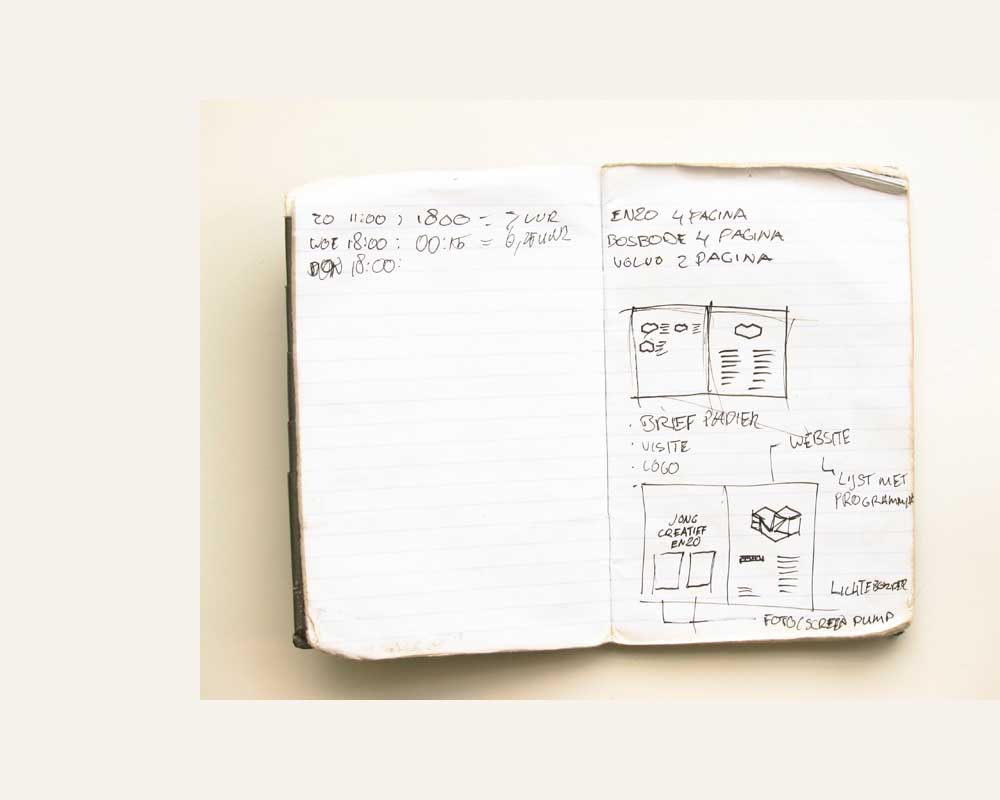 ZO 11:00 > 18:00 = 7 UUR
WOE 18:00 : 00:15 = 6,25 UUR
DON 18:00:
ENZO 4 PAGINA
BOSBODE 4 PAGINA
VOLVO 2 PAGINA
· BRIEF PAPIER
· VISITE
· LOGO
WEBSITE
LIJST MET
PROGRAMMA
JONG
CREATIEF
ENZO
ENZO
FOTO/SCREEN DUMP